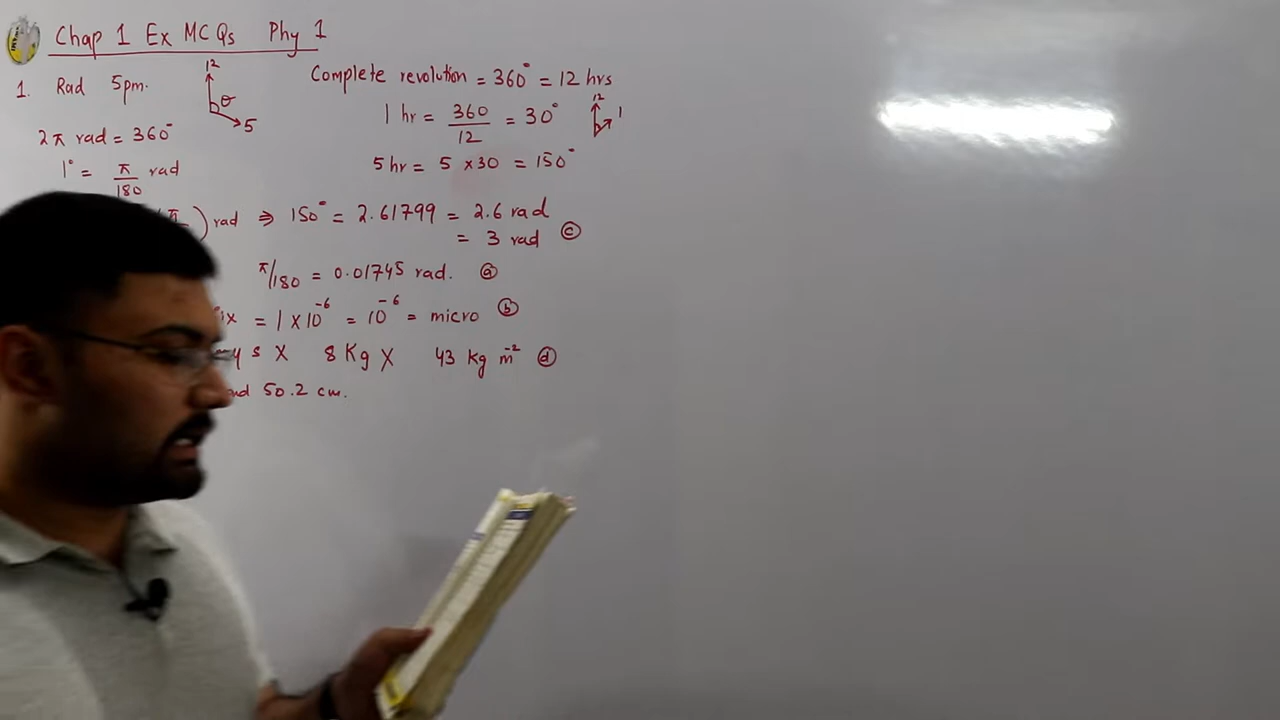 Chap 1 Ex MCQs Phy 1
1. Rad 5pm.
12
θ
5
2π rad = 360°
1° = π/180 rad
Complete revolution = 360° = 12 hrs
1 hr = 360/12 = 30°
12
1
5 hr = 5 × 30 = 150°
) rad ⇒ 150° = 2.61799 = 2.6 rad
= 3 rad ⓒ
π/180 = 0.01745 rad. ⓐ
= 1 × 10⁻⁶ = 10⁻⁶ = micro ⓑ
s X 8 Kg X 43 kg m⁻² ⓓ
50.2 cm.